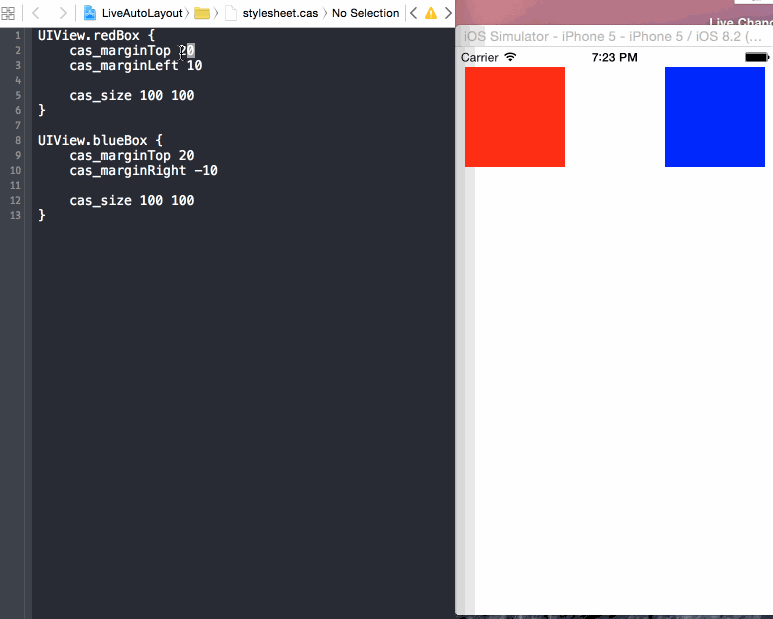 LiveAutoLayout stylesheet.cas No Selection
1 UIView.redBox {
2 cas_marginTop 20
3 cas_marginLeft 10
4
5 cas_size 100 100
6 }
7
8 UIView.blueBox {
9 cas_marginTop 20
10 cas_marginRight -10
11
12 cas_size 100 100
13 }
Live Chang
iOS Simulator - iPhone 5 - iPhone 5 / iOS 8.2 (...
Carrier 7:23 PM